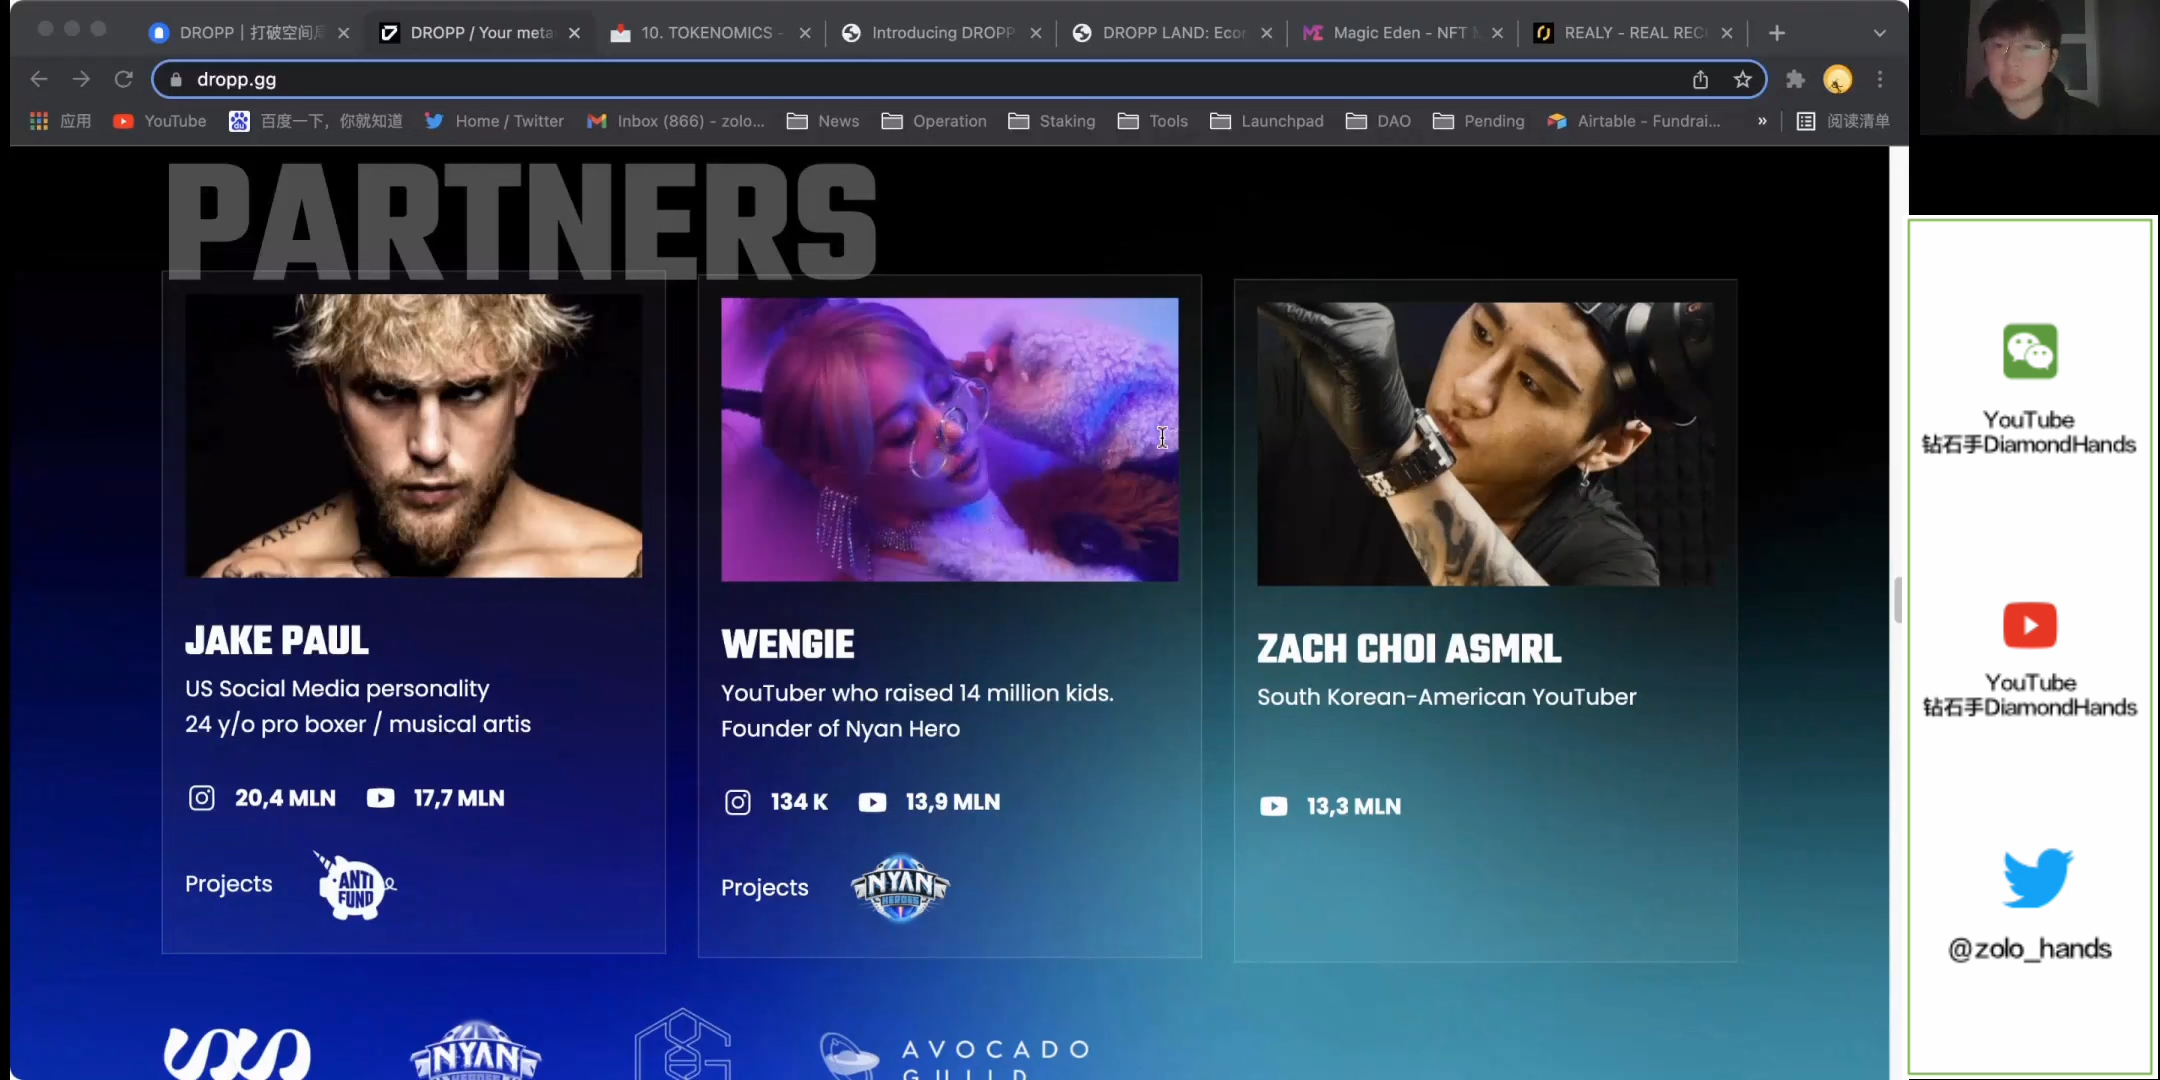 DROPP | 打破空间
DROPP / Your meta
10. TOKENOMICS -
Introducing DROPP
DROPP LAND: Econ
Magic Eden - NFT
REALY - REAL REC
dropp.gg
应用
YouTube
百度一下，你就知道
Home / Twitter
Inbox (866) - zolo...
News
Operation
Staking
Tools
Launchpad
DAO
Pending
Airtable - Fundrai...
»
阅读清单
PARTNERS
KARMA
JAKE PAUL
US Social Media personality
24 y/o pro boxer / musical artis
20,4 MLN
17,7 MLN
Projects
ANTI
FUND
WENGIE
YouTuber who raised 14 million kids.
Founder of Nyan Hero
134 K
13,9 MLN
Projects
NYAN
HEROES
ZACH CHOI ASMRL
South Korean-American YouTuber
13,3 MLN
NYAN
HEROES
AVOCADO
GUILD
YouTube
钻石手DiamondHands
YouTube
钻石手DiamondHands
@zolo_hands